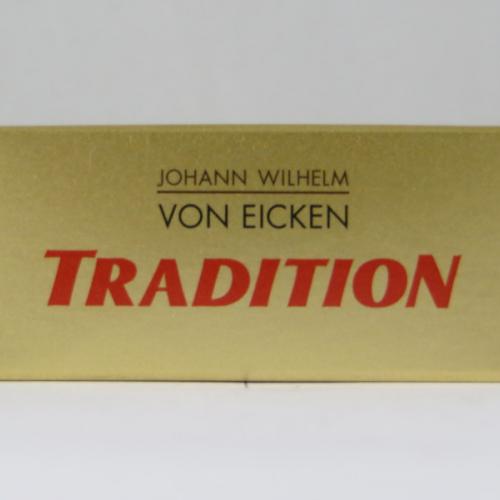 JOHANN WILHELM
VON EICKEN
TRADITION